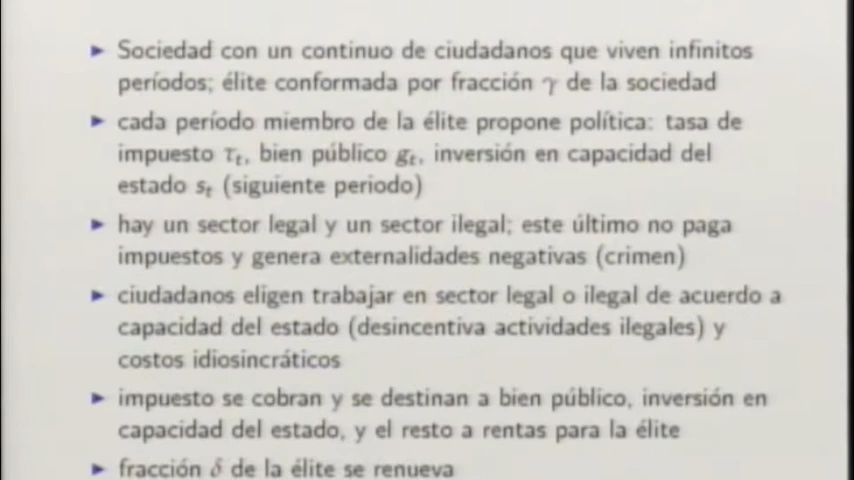 ▶ Sociedad con un continuo de ciudadanos que viven infinitos
períodos; élite conformada por fracción γ de la sociedad
▶ cada período miembro de la élite propone política: tasa de
impuesto τₜ, bien público gₜ, inversión en capacidad del
estado sₜ (siguiente periodo)
▶ hay un sector legal y un sector ilegal; este último no paga
impuestos y genera externalidades negativas (crimen)
▶ ciudadanos eligen trabajar en sector legal o ilegal de acuerdo a
capacidad del estado (desincentiva actividades ilegales) y
costos idiosincráticos
▶ impuesto se cobran y se destinan a bien público, inversión en
capacidad del estado, y el resto a rentas para la élite
▶ fracción δ de la élite se renueva